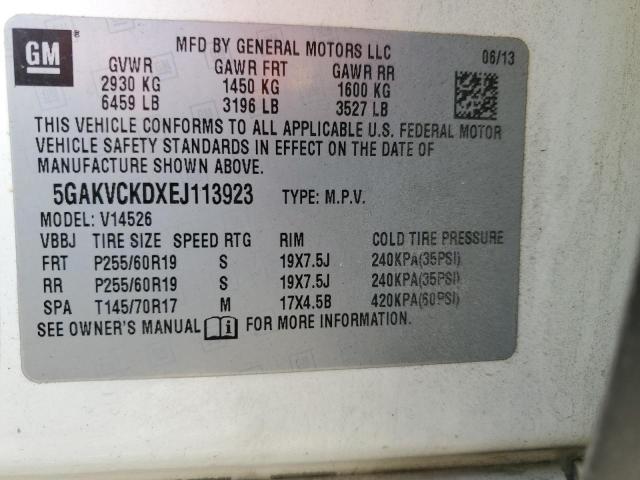 GM
MFD BY GENERAL MOTORS LLC
06/13
GVWR GAWR FRT GAWR RR
2930 KG 1450 KG 1600 KG
6459 LB 3196 LB 3527 LB
THIS VEHICLE CONFORMS TO ALL APPLICABLE U.S. FEDERAL MOTOR
VEHICLE SAFETY STANDARDS IN EFFECT ON THE DATE OF
MANUFACTURE SHOWN ABOVE.
5GAKVCKDXEJ113923 TYPE: M.P.V.
MODEL: V14526
VBBJ TIRE SIZE SPEED RTG RIM COLD TIRE PRESSURE
FRT P255/60R19 S 19X7.5J 240KPA(35PSI)
RR P255/60R19 S 19X7.5J 240KPA(35PSI)
SPA T145/70R17 M 17X4.5B 420KPA(60PSI)
SEE OWNER'S MANUAL i FOR MORE INFORMATION.